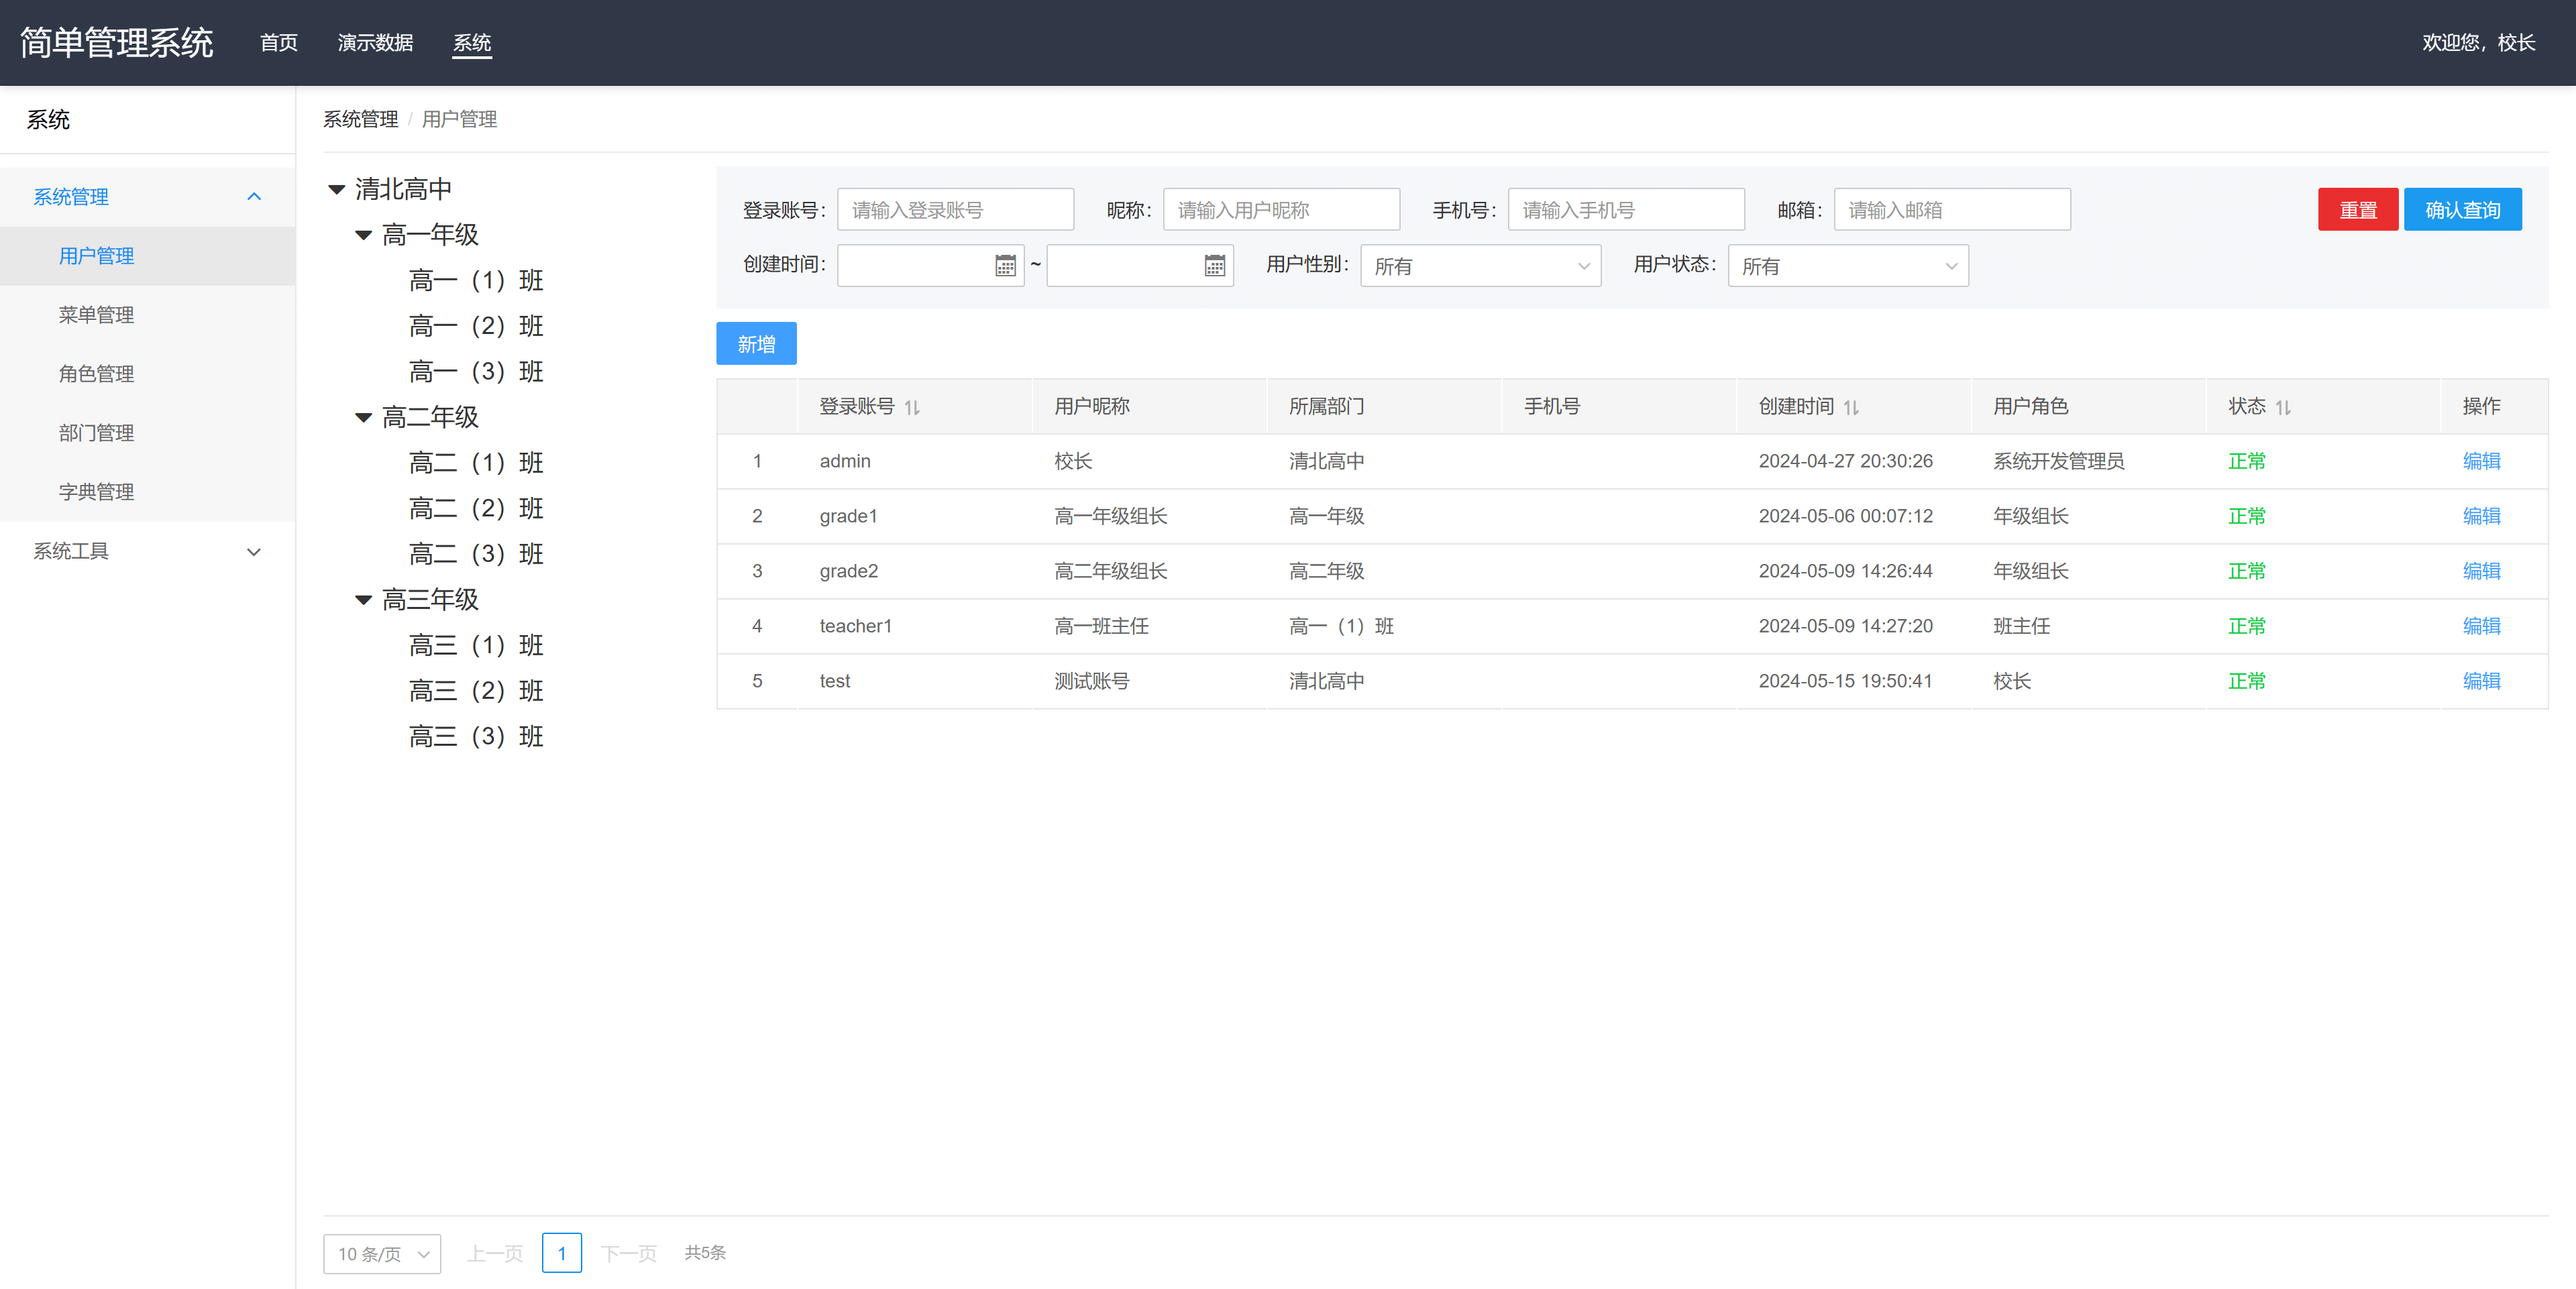 简单管理系统 首页 演示数据 系统 欢迎您，校长
系统
系统管理
用户管理
菜单管理
角色管理
部门管理
字典管理
系统工具
系统管理 / 用户管理
清北高中
高一年级
高一（1）班
高一（2）班
高一（3）班
高二年级
高二（1）班
高二（2）班
高二（3）班
高三年级
高三（1）班
高三（2）班
高三（3）班
登录账号： 请输入登录账号 昵称： 请输入用户昵称 手机号： 请输入手机号 邮箱： 请输入邮箱 重置 确认查询
创建时间： ~ 用户性别： 所有 用户状态： 所有
新增
登录账号 用户昵称 所属部门 手机号 创建时间 用户角色 状态 操作
1 admin 校长 清北高中 2024-04-27 20:30:26 系统开发管理员 正常 编辑
2 grade1 高一年级组长 高一年级 2024-05-06 00:07:12 年级组长 正常 编辑
3 grade2 高二年级组长 高二年级 2024-05-09 14:26:44 年级组长 正常 编辑
4 teacher1 高一班主任 高一（1）班 2024-05-09 14:27:20 班主任 正常 编辑
5 test 测试账号 清北高中 2024-05-15 19:50:41 校长 正常 编辑
10 条/页 上一页 1 下一页 共5条